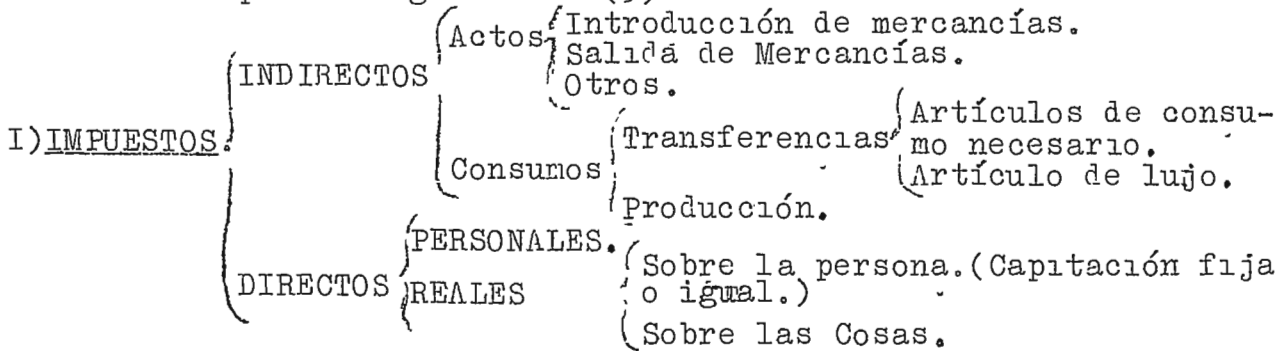 Introducción de mercancías.
Actos
Salida de Mercancías.
INDIRECTOS
Otros.
Artículos de consu-
I) IMPUESTOS.
Transferencias
mo necesario.
Consumos
Artículo de lujo.
Producción.
PERSONALES.
Sobre la persona. (Capitación fija
DIRECTOS
REALES
o igual.)
Sobre las Cosas.